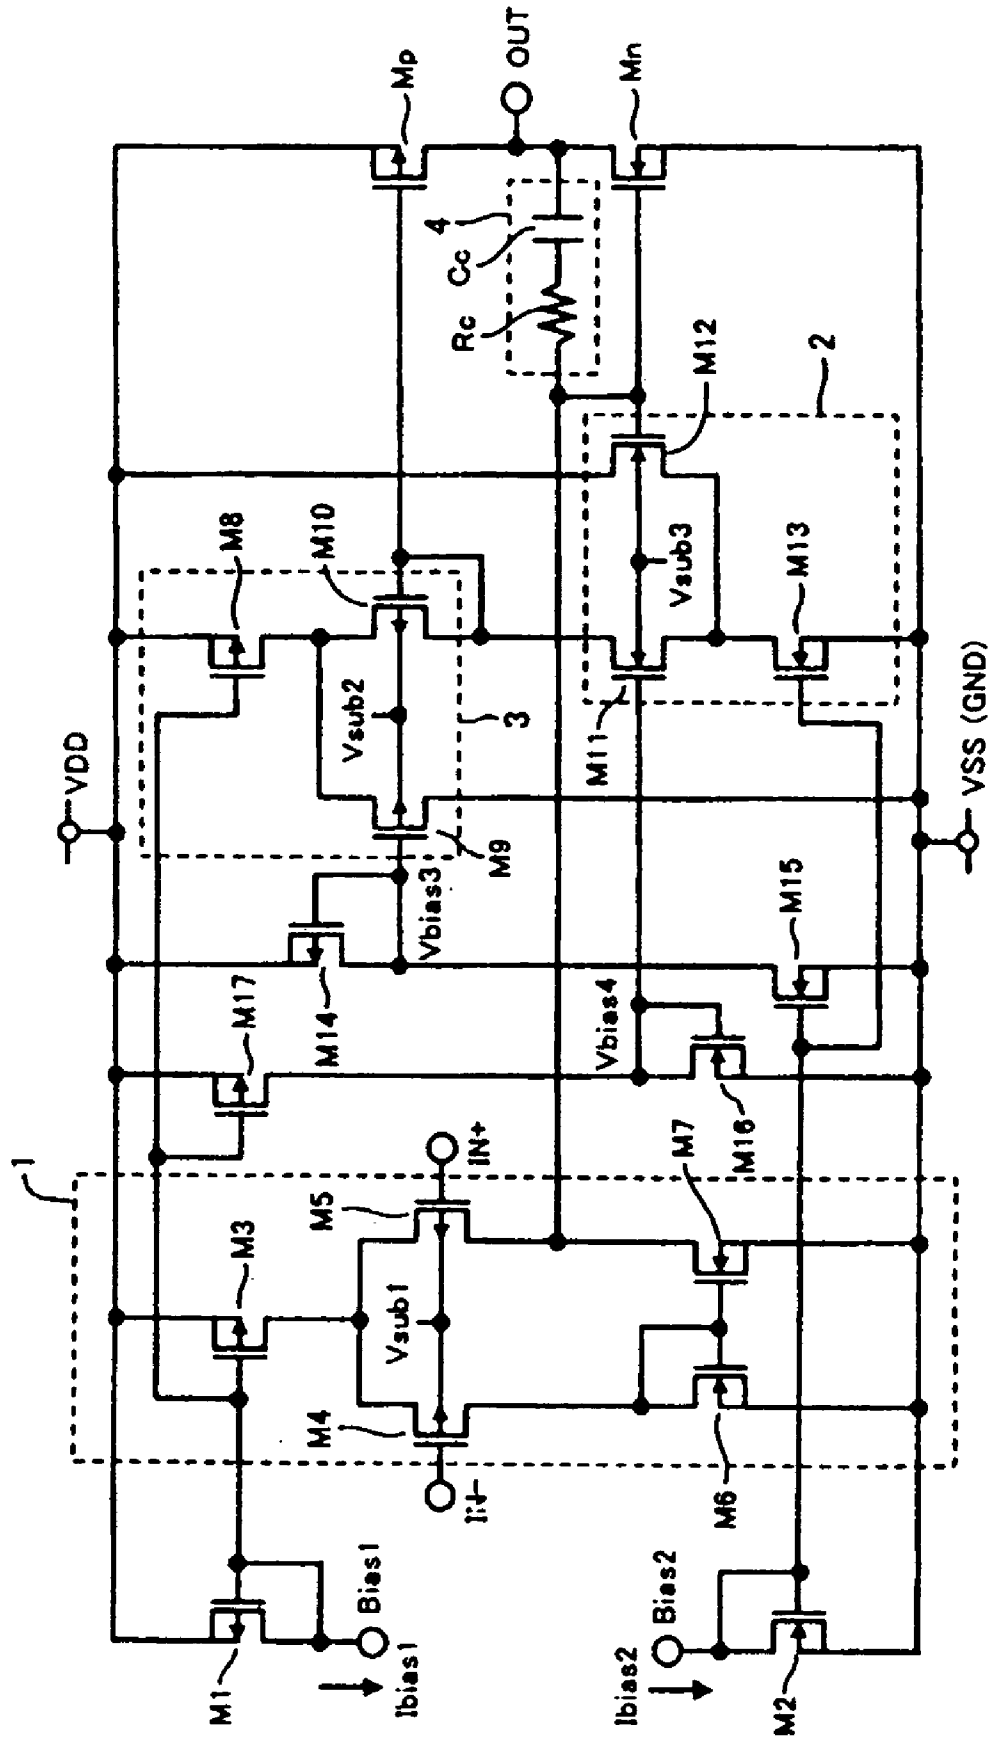 VDD
1
M1
Ibias1
Bias1
M3
M17
M14
M8
M10
Mp
OUT
M4
Vsub1
M5
IN+
Vbias3
M9
Vsub2
3
4
Cc
Rc
Mn
Vbias4
M11
Vsub3
M12
2
M13
Ibias2
Bias2
M2
M6
M7
M16
M15
VSS (GND)